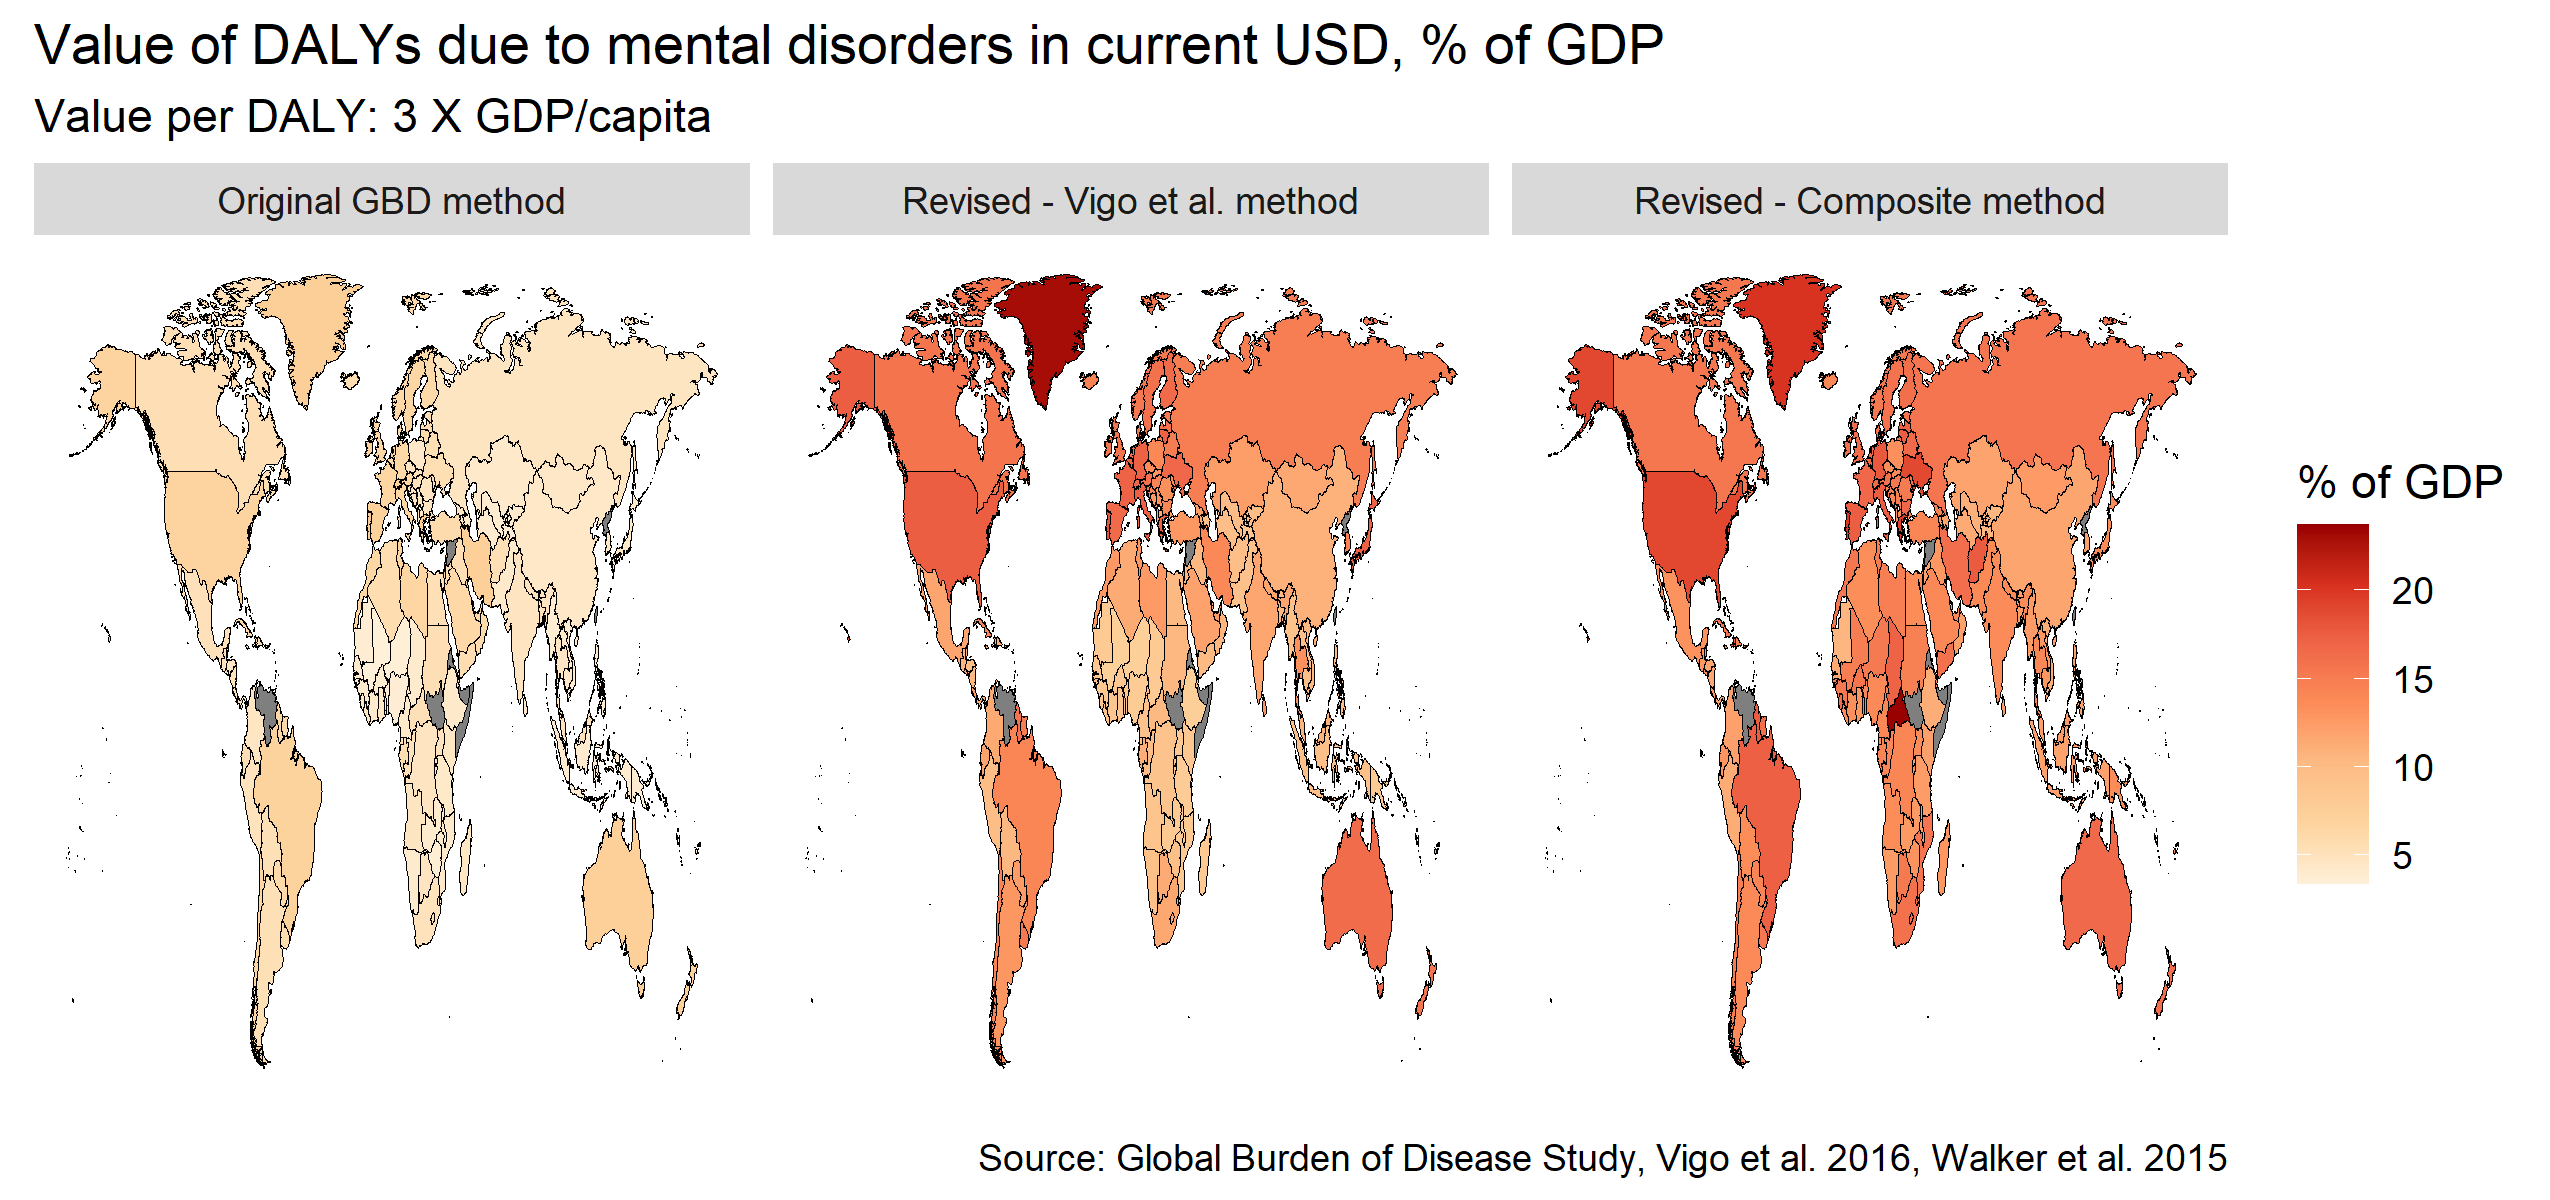 Value of DALYs due to mental disorders in current USD, % of GDP
Value per DALY: 3 X GDP/capita
Original GBD method
Revised - Vigo et al. method
Revised - Composite method
% of GDP
20
15
10
5
Source: Global Burden of Disease Study, Vigo et al. 2016, Walker et al. 2015